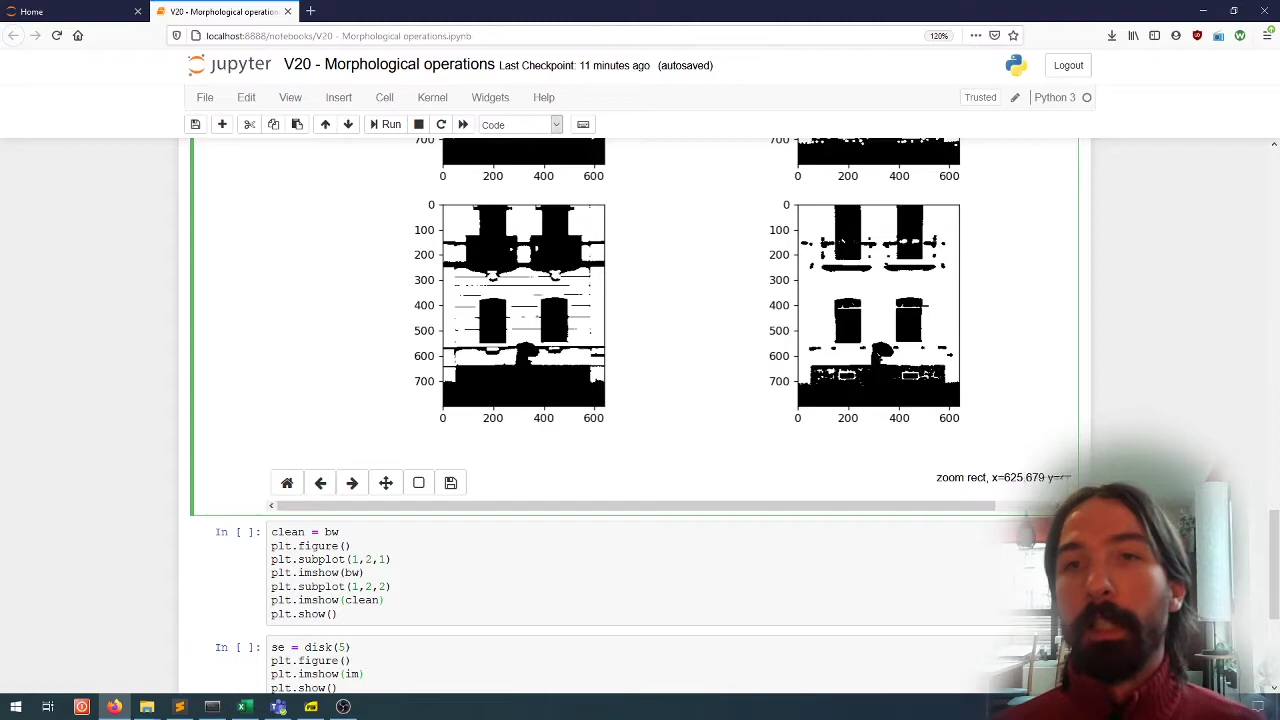 Home
V20 - Morphological operation
localhost:8888/notebooks/V20 - Morphological operations.ipynb
120%
jupyter V20 - Morphological operations Last Checkpoint: 11 minutes ago (autosaved)
Logout
File Edit View Insert Cell Kernel Widgets Help
Trusted Python 3
Run Code
700
0 200 400 600
0 200 400 600
0
100
200
300
400
500
600
700
0 200 400 600
0
100
200
300
400
500
600
700
0 200 400 600
zoom rect, x=625.679 y=
In [ ]: clean = bw
plt.figure()
plt.subplot(1,2,1)
plt.imshow(bw)
plt.subplot(1,2,2)
plt.imshow(clean)
plt.show()
In [ ]: se = disk(5)
plt.figure()
plt.imshow(im)
plt.show()